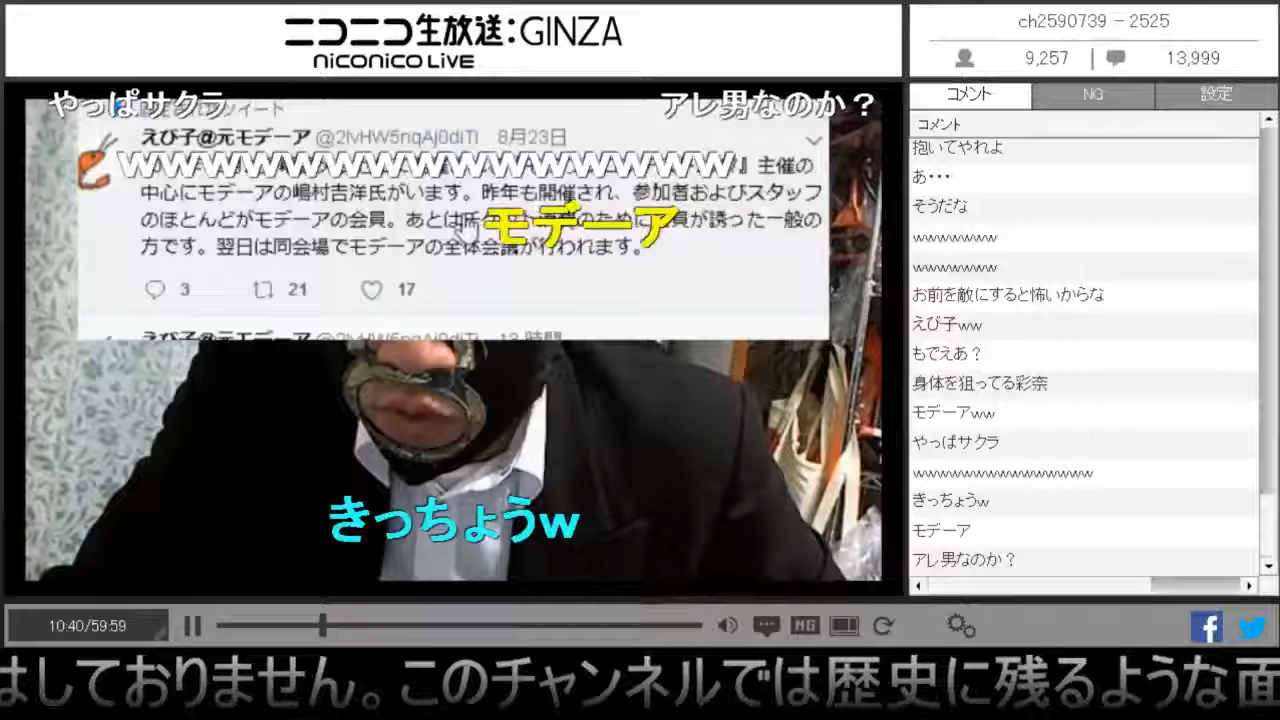 ニコニコ生放送:GINZA
niconico LiVE
ch2590739 – 2525
9,257 | 13,999
コメント NG 設定
コメント
やっぱサクラ
アレ男なのか?
えび子@元モデーア 8月23日
wwwwwwwwwwwwwwwwww
』主催の
中心にモデーアの嶋村吉洋氏がいます。昨年も開催され、参加者およびスタッフ
のほとんどがモデーアの会員。あとは
員が誘った一般の
モデーア
方です。翌日は同会場でモデーアの全体会議が行われます。
3 21 17
きっちょうw
抱いてやれよ
あ・・・
そうだな
wwwwwww
wwwwwww
お前を敵にすると怖いからな
えび子ww
もでえあ?
身体を狙ってる彩奈
モデーアww
やっぱサクラ
wwwwwwwwwwwwwww
きっちょうw
モデーア
アレ男なのか?
10:40/59:59
NG
はしておりません。このチャンネルでは歴史に残るような面